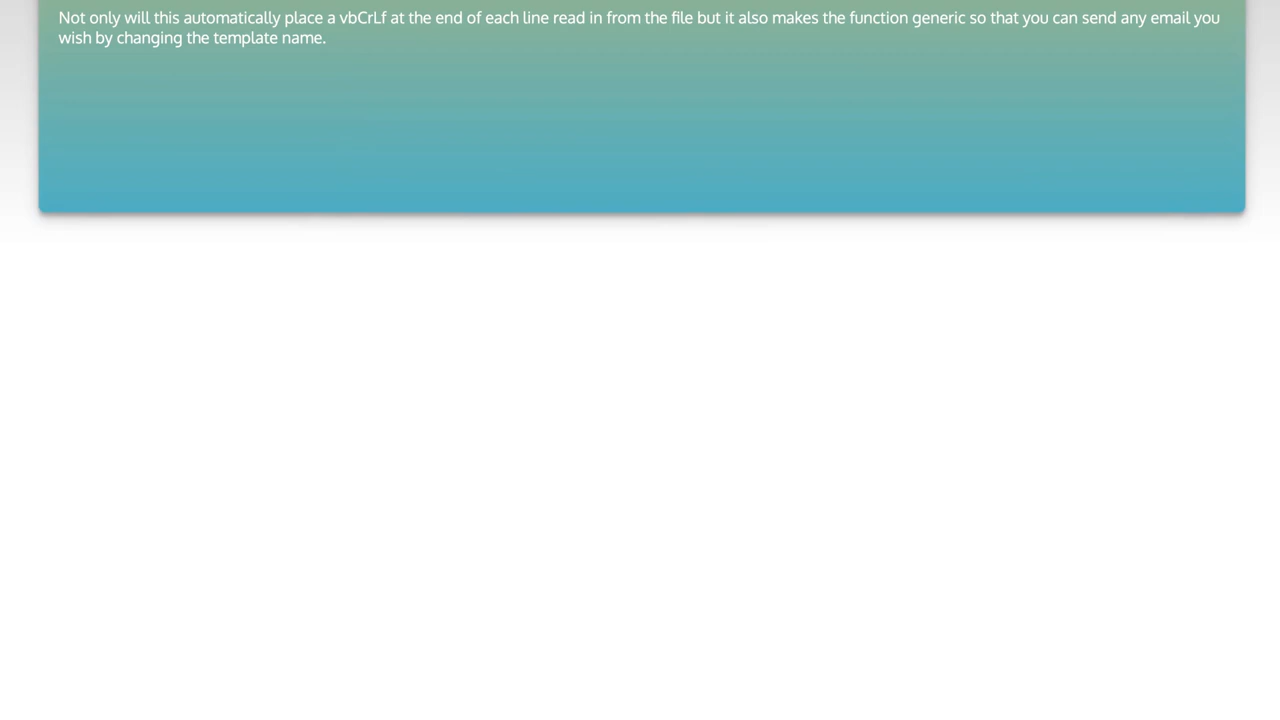 Not only will this automatically place a vbCrLf at the end of each line read in from the file but it also makes the function generic so that you can send any email you
wish by changing the template name.